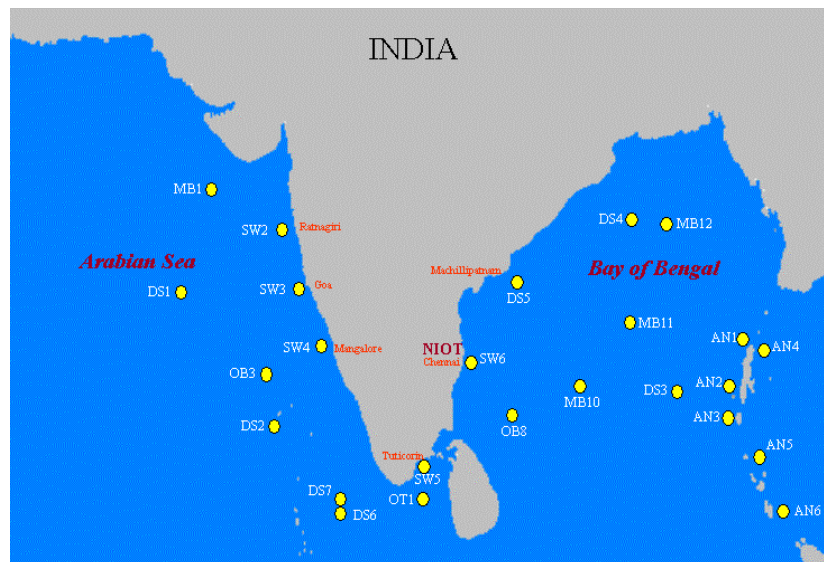 INDIA
MB1
SW2
Ratnagiri
DS4
MB12
Arabian Sea
Machillipatnam
Bay of Bengal
DS1
SW3
Goa
DS5
MB11
SW4
Mangalore
NIOT
Chennai
SW6
AN1
AN4
OB3
MB10
DS3
AN2
DS2
OB8
AN3
Tuticorin
SW5
AN5
DS7
OT1
DS6
AN6